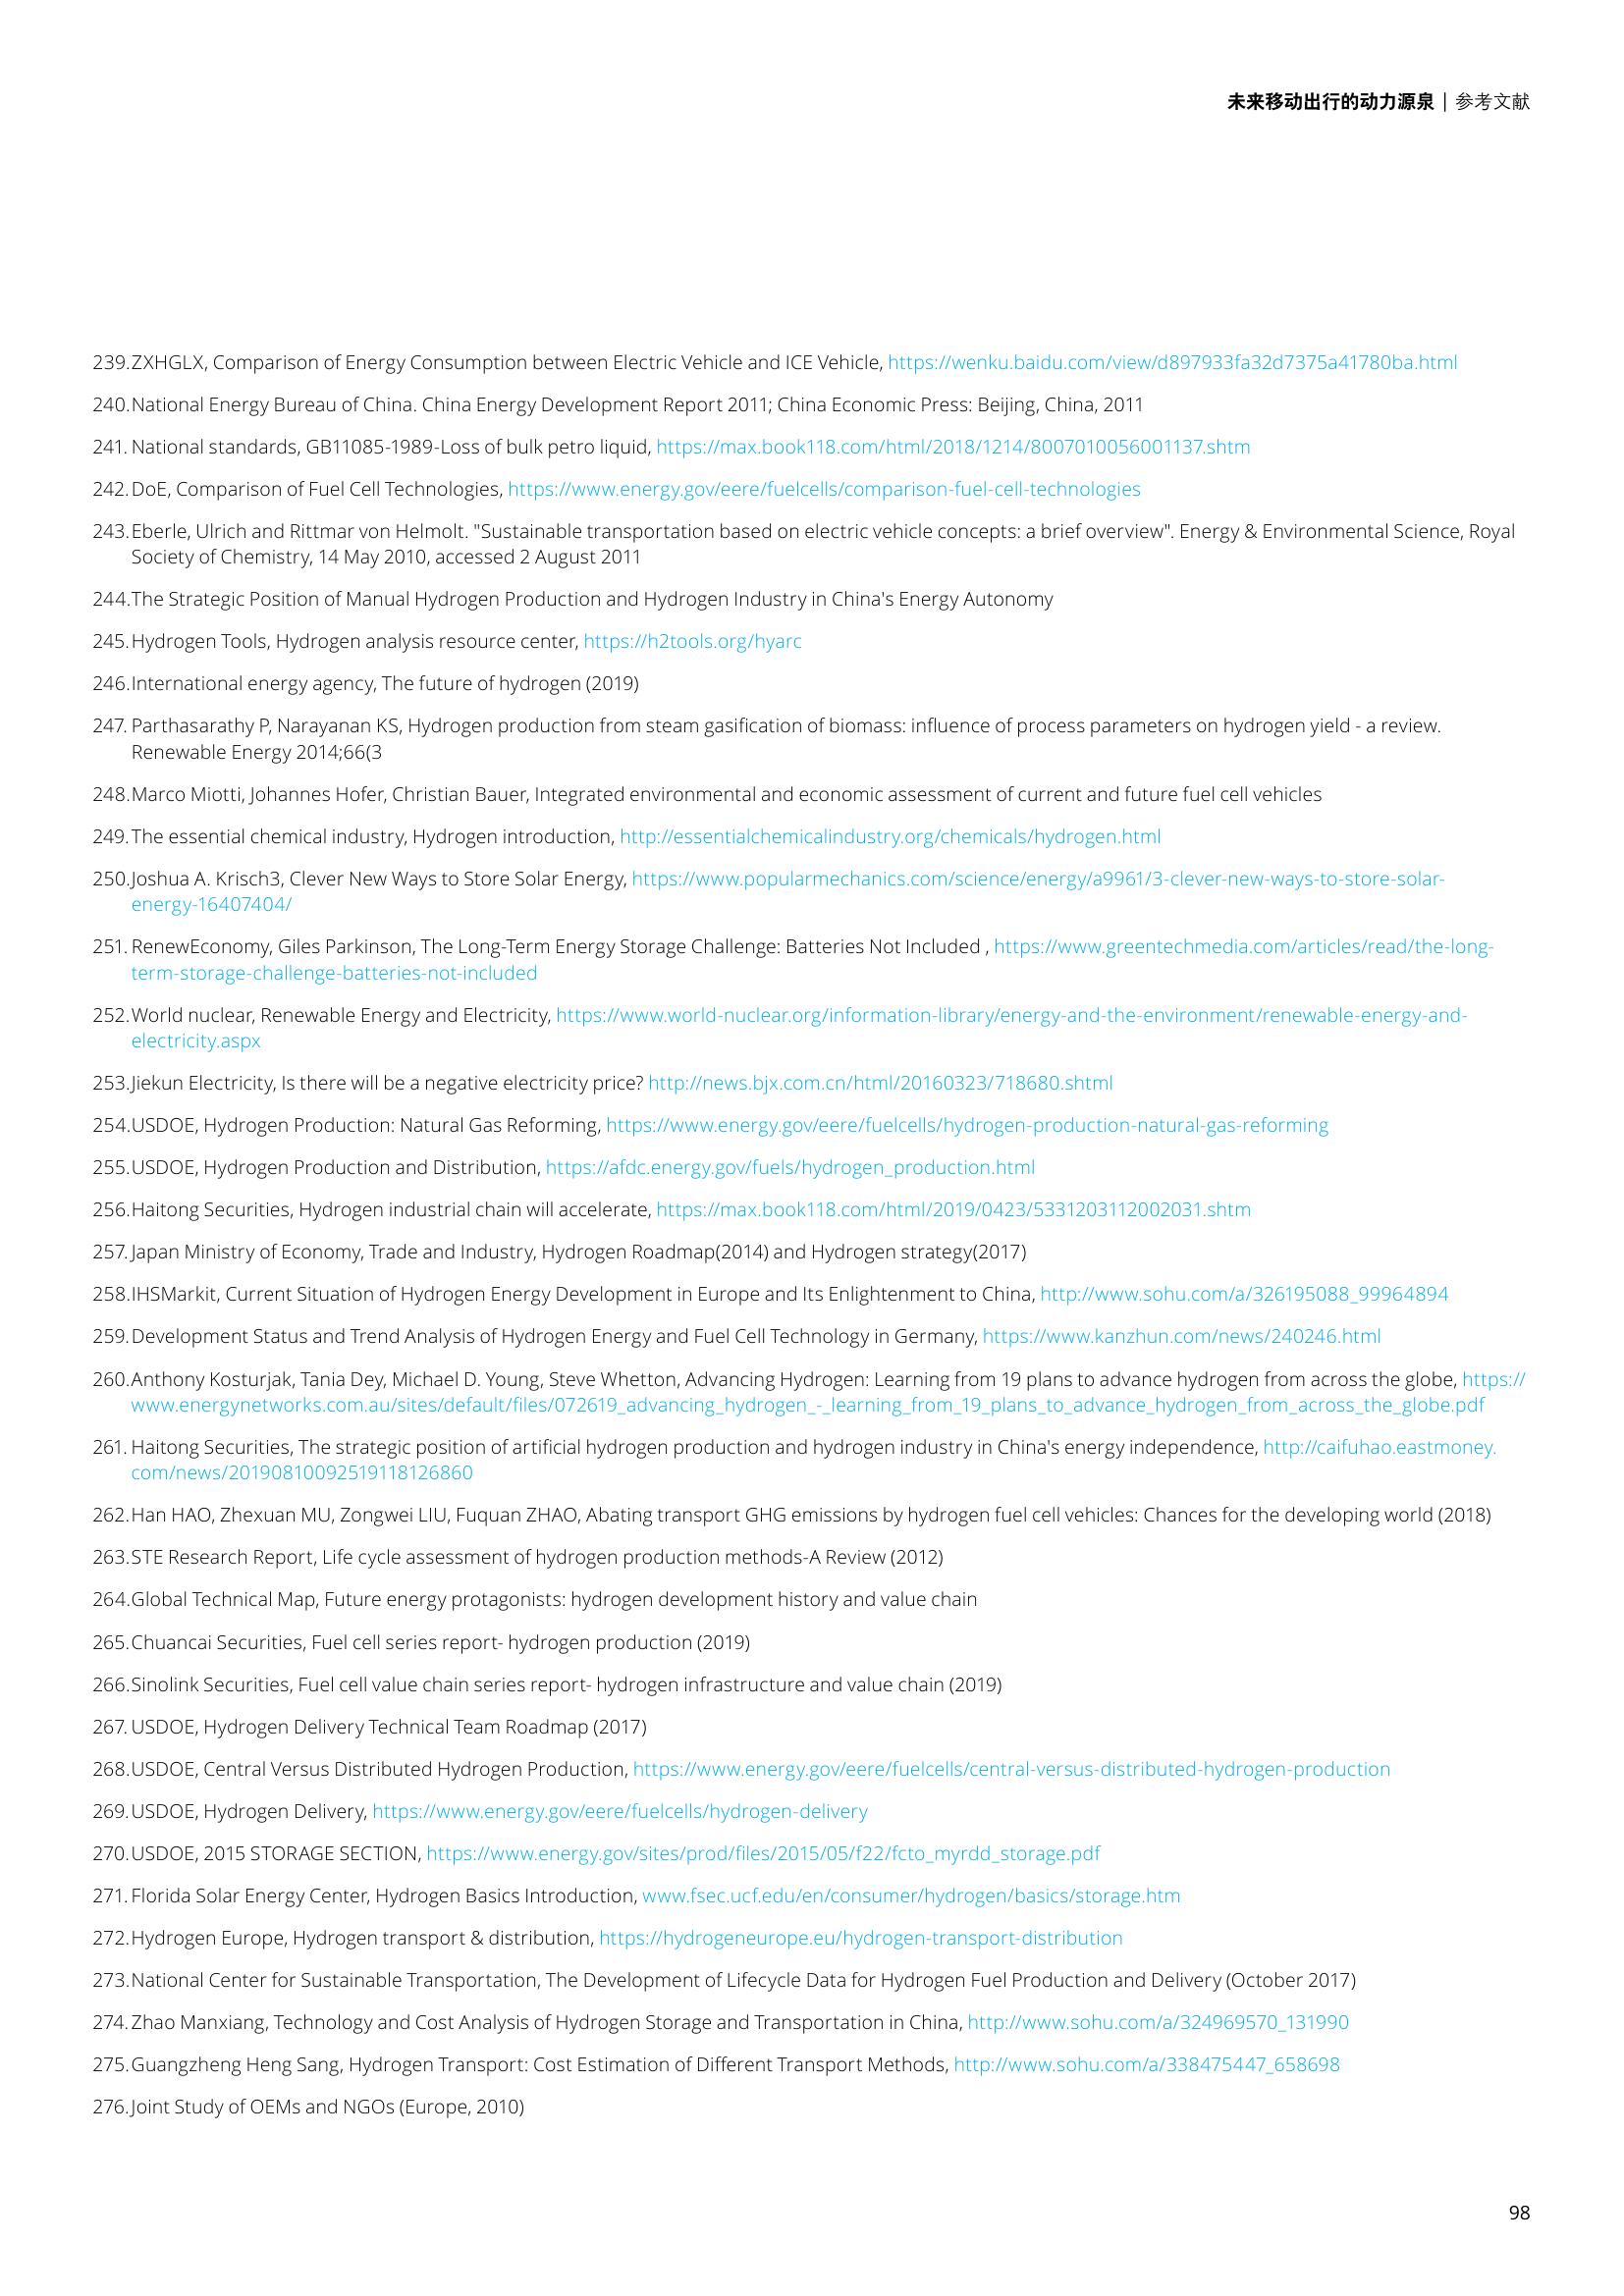 未来移动出行的动力源泉 | 参考文献
239.ZXHGLX, Comparison of Energy Consumption between Electric Vehicle and ICE Vehicle, https://wenku.baidu.com/view/d897933fa32d7375a41780ba.html
240.National Energy Bureau of China. China Energy Development Report 2011; China Economic Press: Beijing, China, 2011
241. National standards, GB11085-1989-Loss of bulk petro liquid, https://max.book118.com/html/2018/1214/8007010056001137.shtm
242.DoE, Comparison of Fuel Cell Technologies, https://www.energy.gov/eere/fuelcells/comparison-fuel-cell-technologies
243.Eberle, Ulrich and Rittmar von Helmolt. "Sustainable transportation based on electric vehicle concepts: a brief overview". Energy & Environmental Science, Royal
Society of Chemistry, 14 May 2010, accessed 2 August 2011
244.The Strategic Position of Manual Hydrogen Production and Hydrogen Industry in China's Energy Autonomy
245.Hydrogen Tools, Hydrogen analysis resource center, https://h2tools.org/hyarc
246.International energy agency, The future of hydrogen (2019)
247. Parthasarathy P, Narayanan KS, Hydrogen production from steam gasification of biomass: influence of process parameters on hydrogen yield - a review.
Renewable Energy 2014;66(3
248.Marco Miotti, Johannes Hofer, Christian Bauer, Integrated environmental and economic assessment of current and future fuel cell vehicles
249.The essential chemical industry, Hydrogen introduction, http://essentialchemicalindustry.org/chemicals/hydrogen.html
250.Joshua A. Krisch3, Clever New Ways to Store Solar Energy, https://www.popularmechanics.com/science/energy/a9961/3-clever-new-ways-to-store-solar-
energy-16407404/
251. RenewEconomy, Giles Parkinson, The Long-Term Energy Storage Challenge: Batteries Not Included , https://www.greentechmedia.com/articles/read/the-long-
term-storage-challenge-batteries-not-included
252.World nuclear, Renewable Energy and Electricity, https://www.world-nuclear.org/information-library/energy-and-the-environment/renewable-energy-and-
electricity.aspx
253.Jiekun Electricity, Is there will be a negative electricity price? http://news.bjx.com.cn/html/20160323/718680.shtml
254.USDOE, Hydrogen Production: Natural Gas Reforming, https://www.energy.gov/eere/fuelcells/hydrogen-production-natural-gas-reforming
255.USDOE, Hydrogen Production and Distribution, https://afdc.energy.gov/fuels/hydrogen_production.html
256.Haitong Securities, Hydrogen industrial chain will accelerate, https://max.book118.com/html/2019/0423/5331203112002031.shtm
257.Japan Ministry of Economy, Trade and Industry, Hydrogen Roadmap(2014) and Hydrogen strategy(2017)
258.IHSMarkit, Current Situation of Hydrogen Energy Development in Europe and Its Enlightenment to China, http://www.sohu.com/a/326195088_99964894
259.Development Status and Trend Analysis of Hydrogen Energy and Fuel Cell Technology in Germany, https://www.kanzhun.com/news/240246.html
260.Anthony Kosturjak, Tania Dey, Michael D. Young, Steve Whetton, Advancing Hydrogen: Learning from 19 plans to advance hydrogen from across the globe, https://
www.energynetworks.com.au/sites/default/files/072619_advancing_hydrogen_-_learning_from_19_plans_to_advance_hydrogen_from_across_the_globe.pdf
261. Haitong Securities, The strategic position of artificial hydrogen production and hydrogen industry in China's energy independence, http://caifuhao.eastmoney.
com/news/20190810092519118126860
262.Han HAO, Zhexuan MU, Zongwei LIU, Fuquan ZHAO, Abating transport GHG emissions by hydrogen fuel cell vehicles: Chances for the developing world (2018)
263.STE Research Report, Life cycle assessment of hydrogen production methods-A Review (2012)
264.Global Technical Map, Future energy protagonists: hydrogen development history and value chain
265.Chuancai Securities, Fuel cell series report- hydrogen production (2019)
266.Sinolink Securities, Fuel cell value chain series report- hydrogen infrastructure and value chain (2019)
267. USDOE, Hydrogen Delivery Technical Team Roadmap (2017)
268.USDOE, Central Versus Distributed Hydrogen Production, https://www.energy.gov/eere/fuelcells/central-versus-distributed-hydrogen-production
269.USDOE, Hydrogen Delivery, https://www.energy.gov/eere/fuelcells/hydrogen-delivery
270.USDOE, 2015 STORAGE SECTION, https://www.energy.gov/sites/prod/files/2015/05/f22/fcto_myrdd_storage.pdf
271. Florida Solar Energy Center, Hydrogen Basics Introduction, www.fsec.ucf.edu/en/consumer/hydrogen/basics/storage.htm
272.Hydrogen Europe, Hydrogen transport & distribution, https://hydrogeneurope.eu/hydrogen-transport-distribution
273.National Center for Sustainable Transportation, The Development of Lifecycle Data for Hydrogen Fuel Production and Delivery (October 2017)
274.Zhao Manxiang, Technology and Cost Analysis of Hydrogen Storage and Transportation in China, http://www.sohu.com/a/324969570_131990
275.Guangzheng Heng Sang, Hydrogen Transport: Cost Estimation of Different Transport Methods, http://www.sohu.com/a/338475447_658698
276.Joint Study of OEMs and NGOs (Europe, 2010)
98